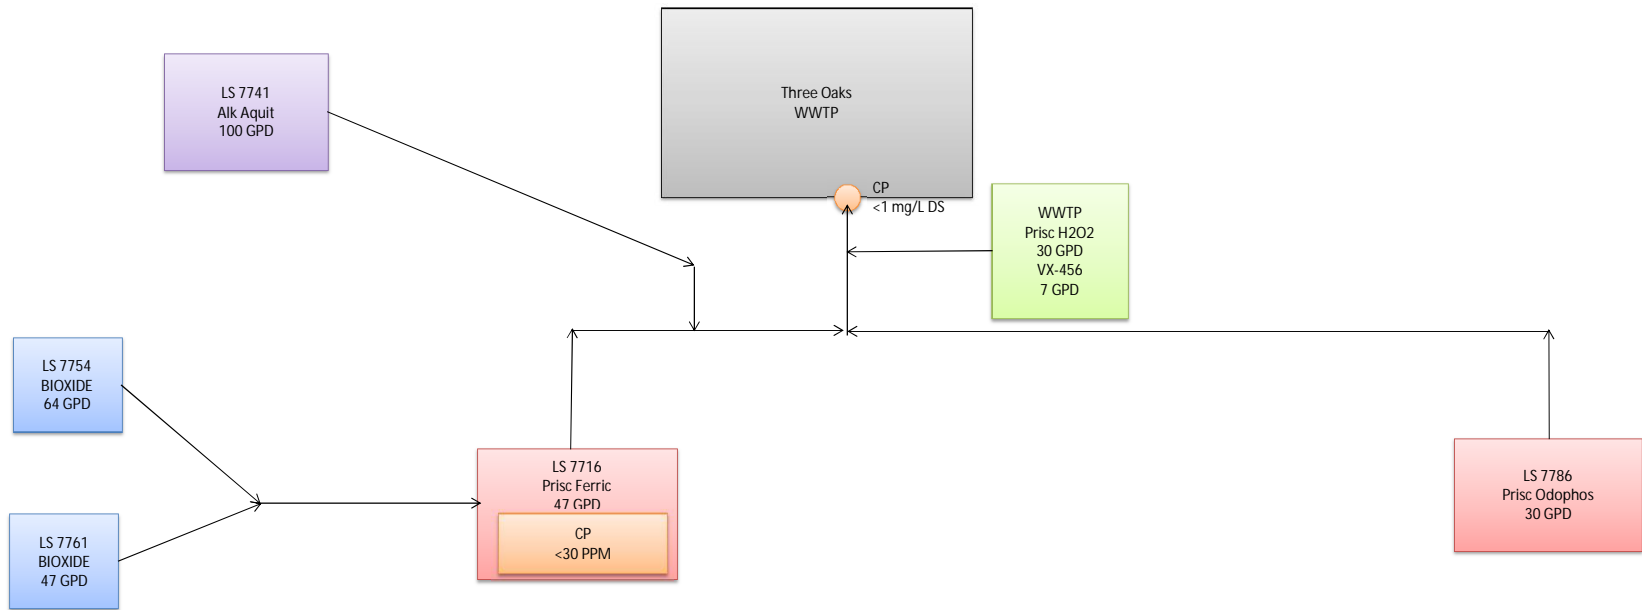 LS 7741
Alk Aquit
100 GPD
Three Oaks
WWTP
CP
<1 mg/L DS
WWTP
Prisc H2O2
30 GPD
VX-456
7 GPD
LS 7754
BIOXIDE
64 GPD
LS 7761
BIOXIDE
47 GPD
LS 7716
Prisc Ferric
47 GPD
CP
<30 PPM
LS 7786
Prisc Odophos
30 GPD